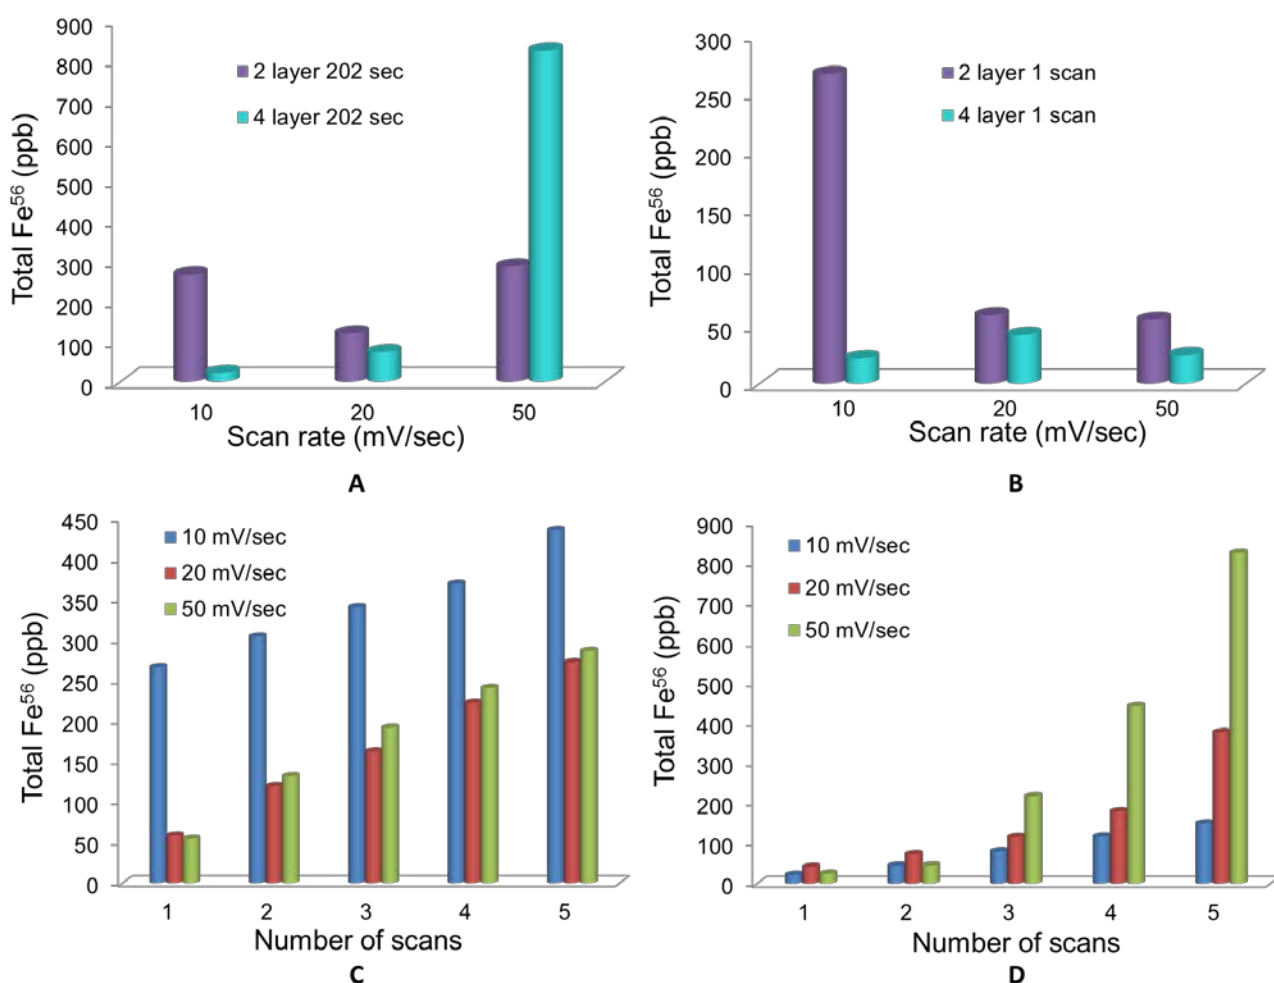 900
800
700
600
500
400
300
200
100
0
Total Fe⁵⁶ (ppb)
2 layer 202 sec
4 layer 202 sec
10 20 50
Scan rate (mV/sec)
A
300
250
200
150
100
50
0
Total Fe⁵⁶ (ppb)
2 layer 1 scan
4 layer 1 scan
10 20 50
Scan rate (mV/sec)
B
450
400
350
300
250
200
150
100
50
0
Total Fe⁵⁶ (ppb)
10 mV/sec
20 mV/sec
50 mV/sec
1 2 3 4 5
Number of scans
C
900
800
700
600
500
400
300
200
100
0
Total Fe⁵⁶ (ppb)
10 mV/sec
20 mV/sec
50 mV/sec
1 2 3 4 5
Number of scans
D